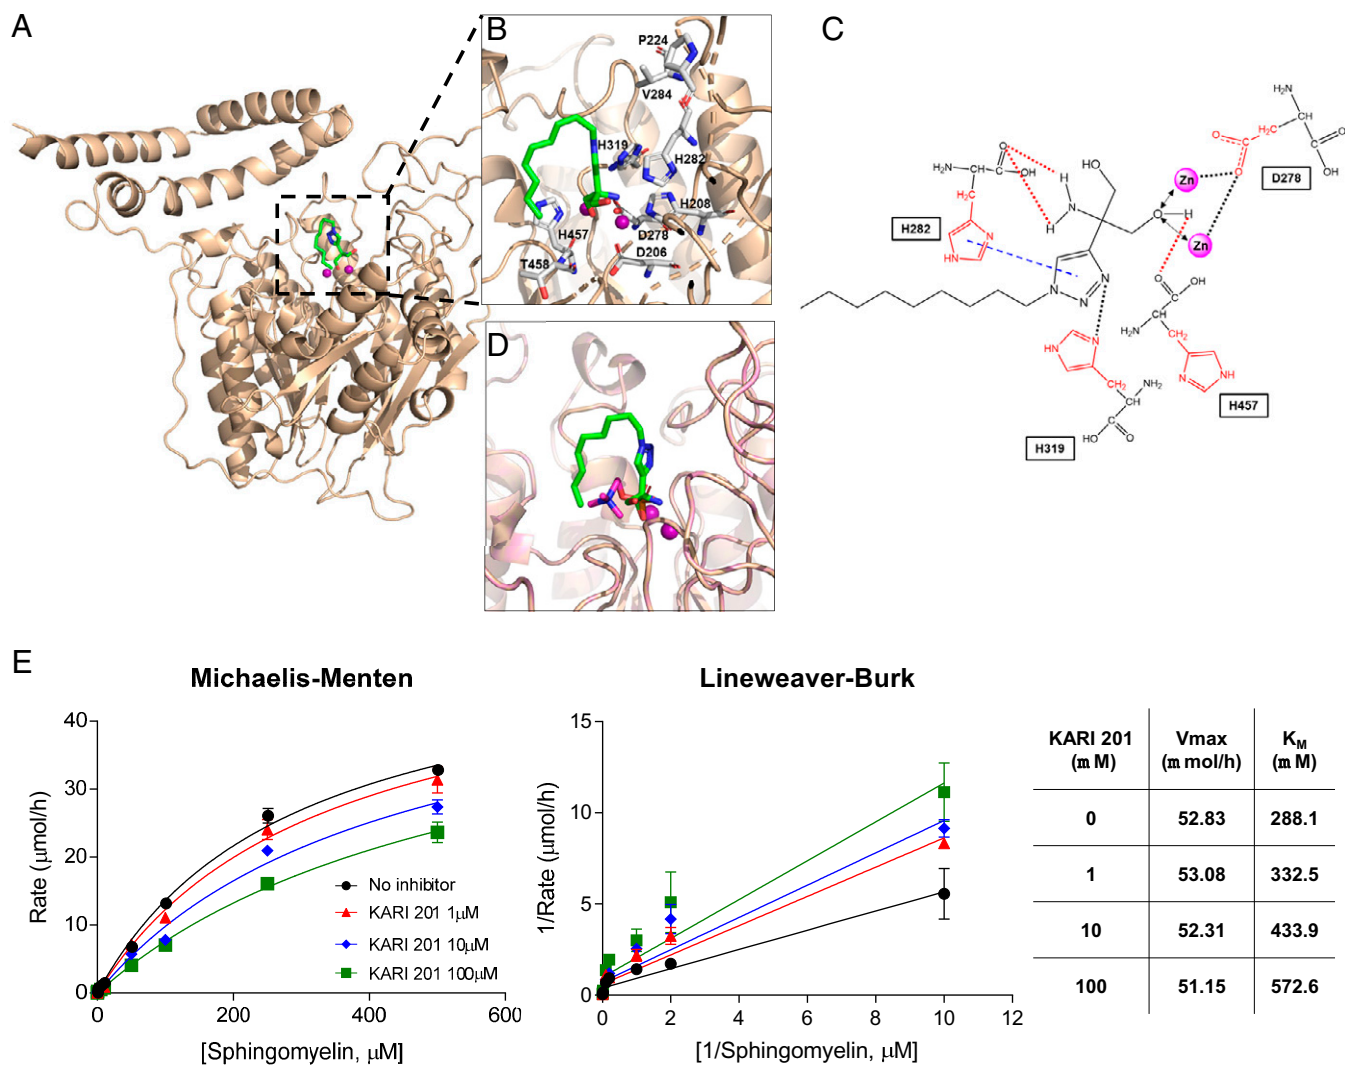 A
B
P224
V284
H319
H282
H208
H457
D278
T458
D206
C
H₂N
CH
C
O
OH
H₂C
C
O
O
D278
H₂N
CH
C
O
OH
H₂C
N
HN
H282
H
N
H
HO
O
H
Zn
Zn
N
N
N
O
C
OH
CH
H₂N
CH₂
N
NH
H457
HN
N
CH₂
NH₂
CH
C
HO
O
H319
D
E
Michaelis-Menten
Rate (µmol/h)
40
30
20
10
0
0
200
400
600
[Sphingomyelin, µM]
No inhibitor
KARI 201 1µM
KARI 201 10µM
KARI 201 100µM
Lineweaver-Burk
1/Rate (µmol/h)
15
10
5
0
0
2
4
6
8
10
12
[1/Sphingomyelin, µM]
KARI 201 Vmax K_M
(m M) (m mol/h) (m M)
0 52.83 288.1
1 53.08 332.5
10 52.31 433.9
100 51.15 572.6